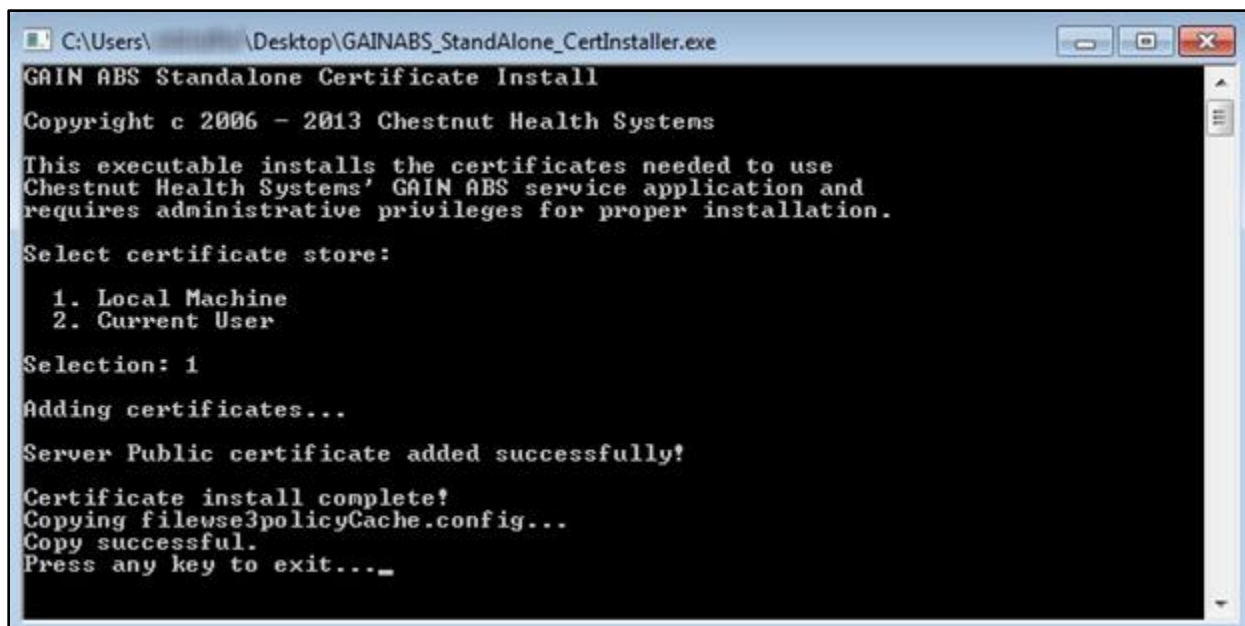 C:\Users\ \Desktop\GAINABS_StandAlone_CertInstaller.exe
GAIN ABS Standalone Certificate Install
Copyright c 2006 - 2013 Chestnut Health Systems
This executable installs the certificates needed to use
Chestnut Health Systems' GAIN ABS service application and
requires administrative privileges for proper installation.
Select certificate store:
1. Local Machine
2. Current User
Selection: 1
Adding certificates...
Server Public certificate added successfully!
Certificate install complete!
Copying filewse3policyCache.config...
Copy successful.
Press any key to exit..._